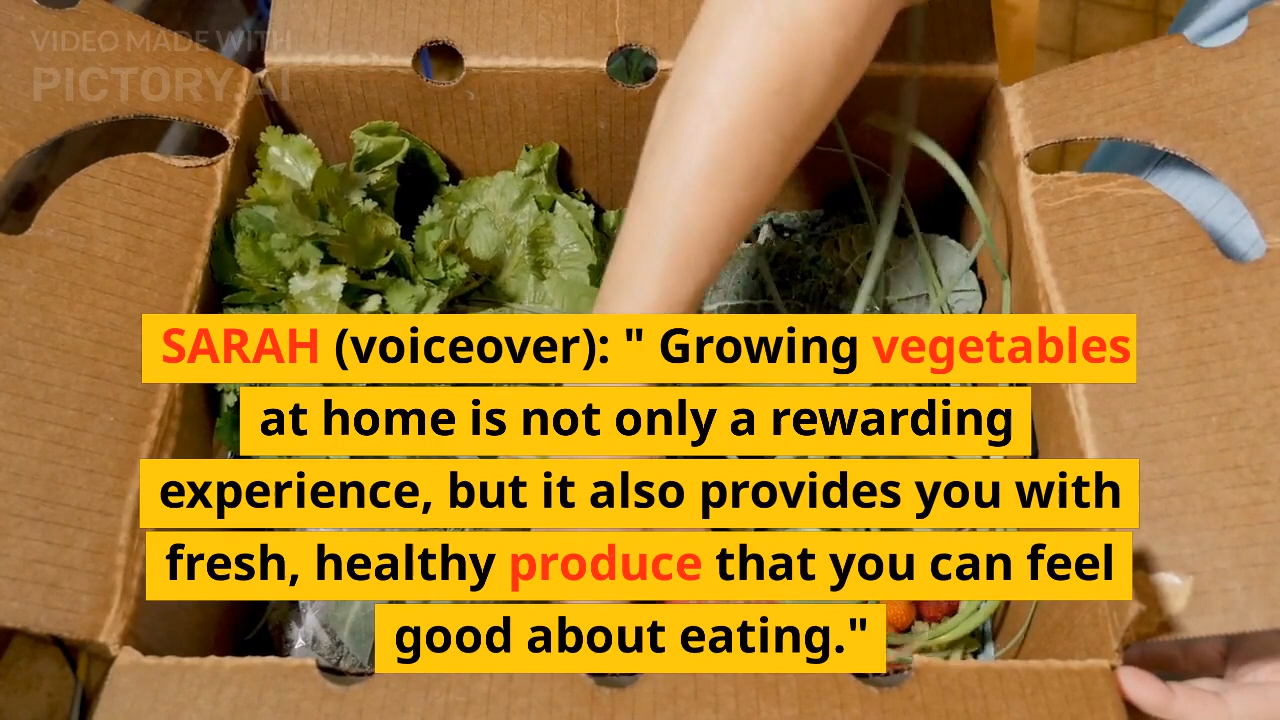 VIDEO MADE WITH
PICTORY.AI
SARAH (voiceover): " Growing vegetables
at home is not only a rewarding
experience, but it also provides you with
fresh, healthy produce that you can feel
good about eating."